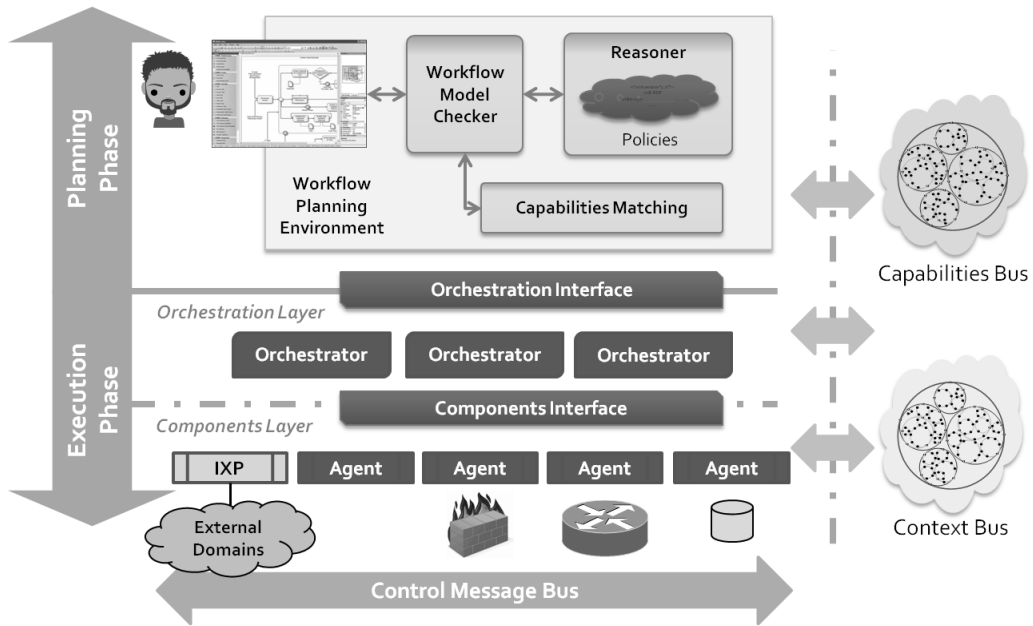 Planning
Phase
Workflow
Model
Checker
Reasoner
Policies
Workflow
Planning
Environment
Capabilities Matching
Capabilities Bus
Orchestration Interface
Orchestration Layer
Orchestrator
Orchestrator
Orchestrator
Execution
Phase
Components Interface
Components Layer
IXP
Agent
Agent
Agent
Agent
External
Domains
Context Bus
Control Message Bus